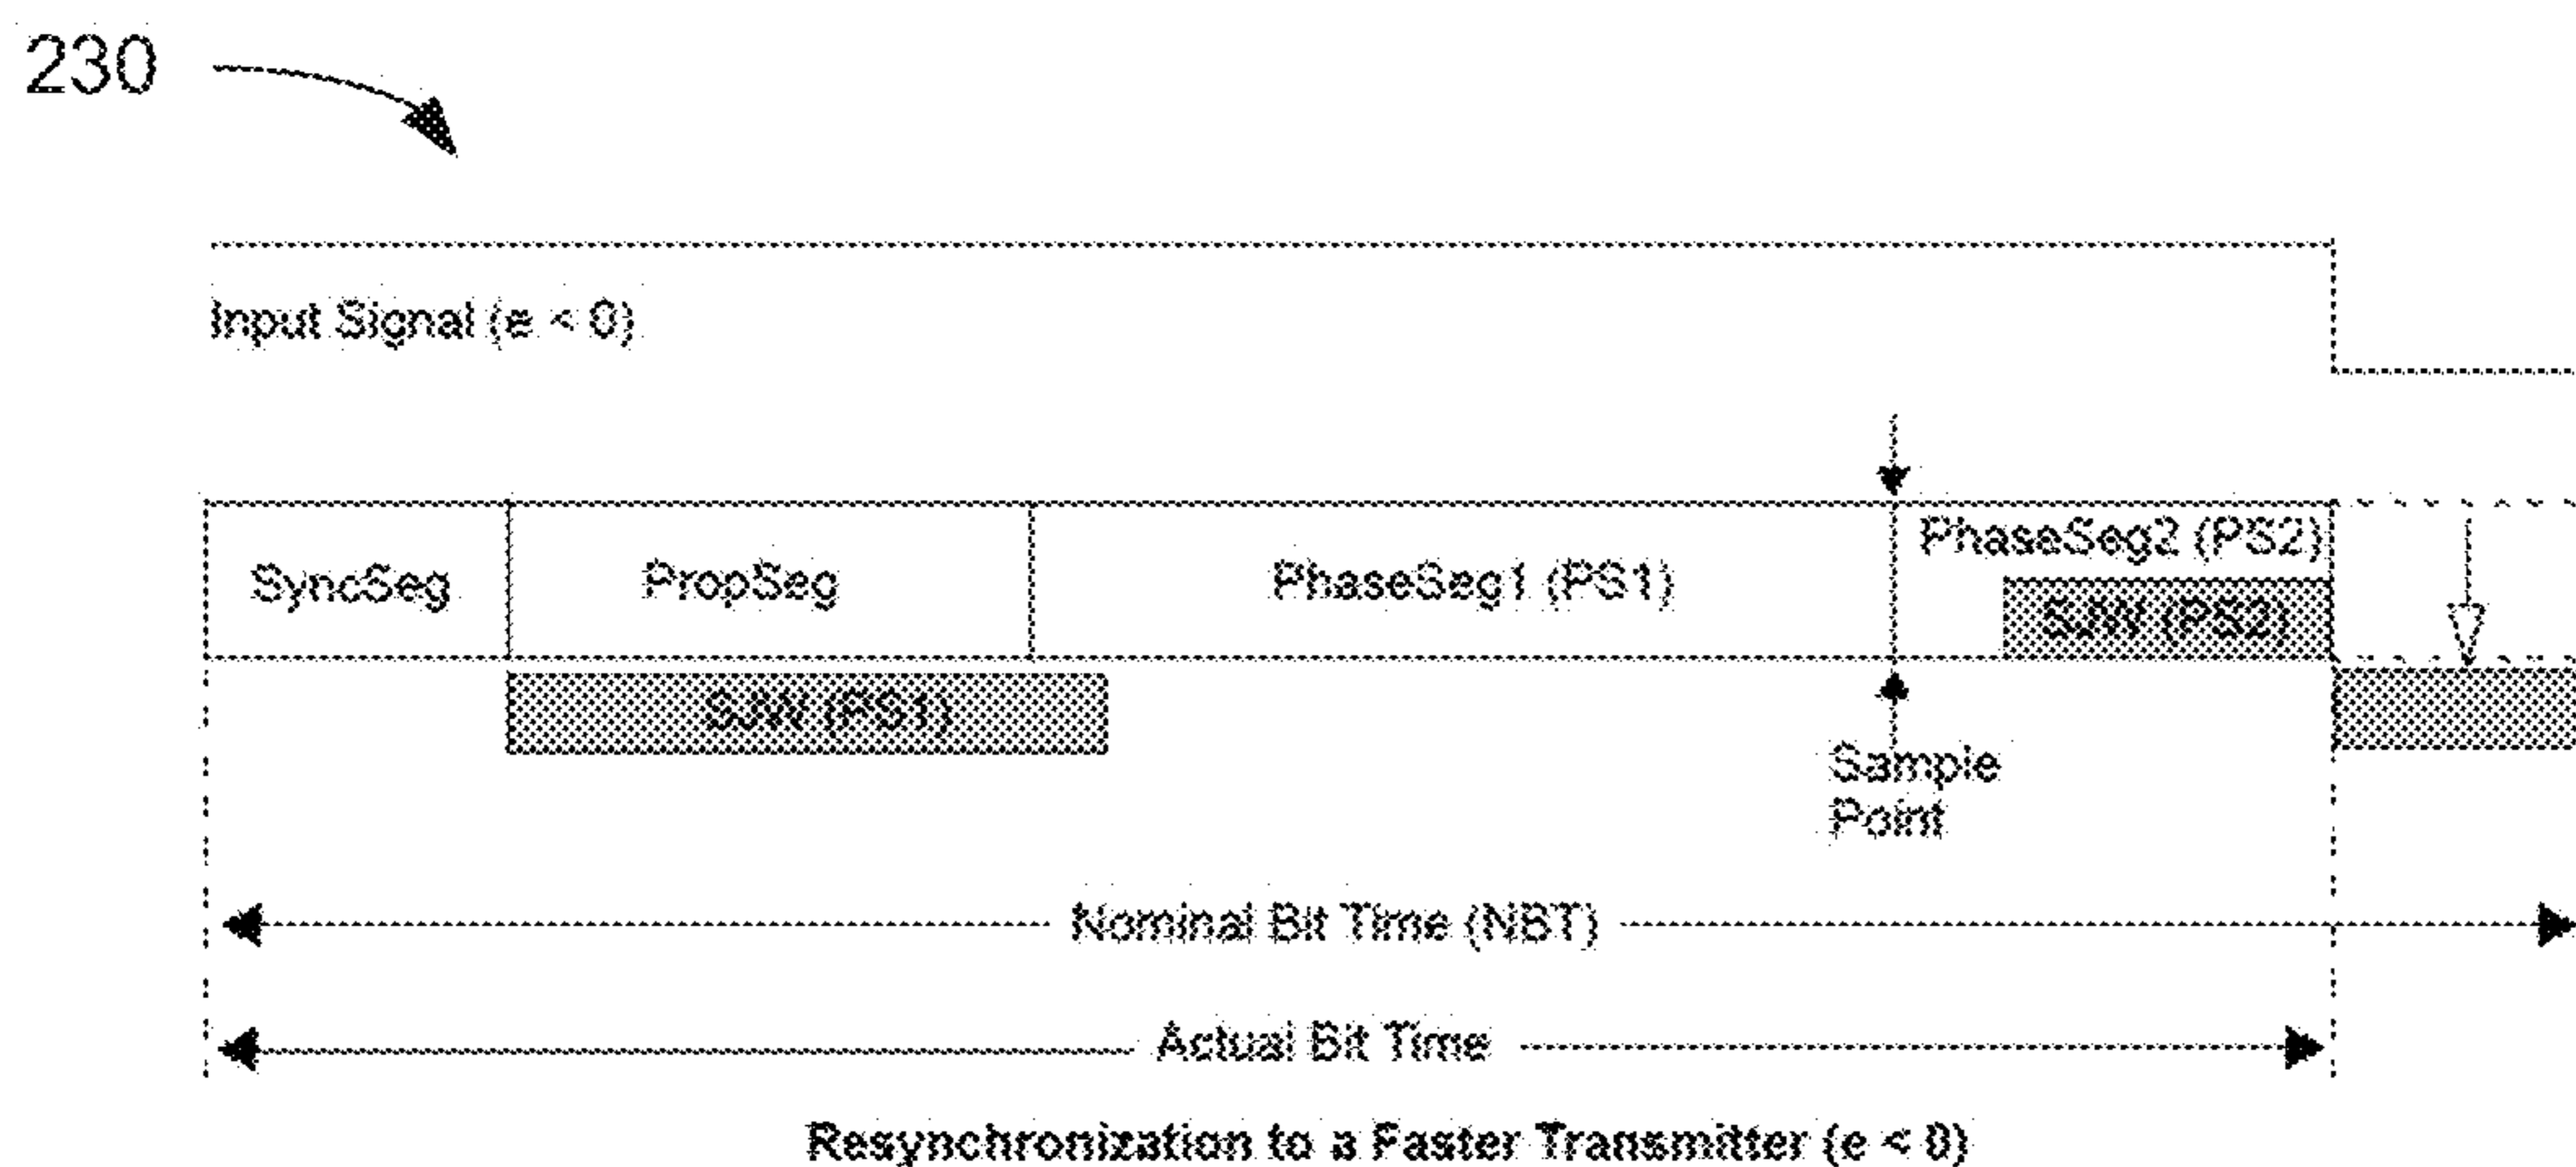 230
Input Signal (e < 0)
SyncSeg
PropSeg
PhaseSeg1 (PS1)
PhaseSeg2 (PS2)
SJW (PS2)
SJW (PS1)
Sample
Point
Nominal Bit Time (NBT)
Actual Bit Time
Resynchronization to a Faster Transmitter (e < 0)